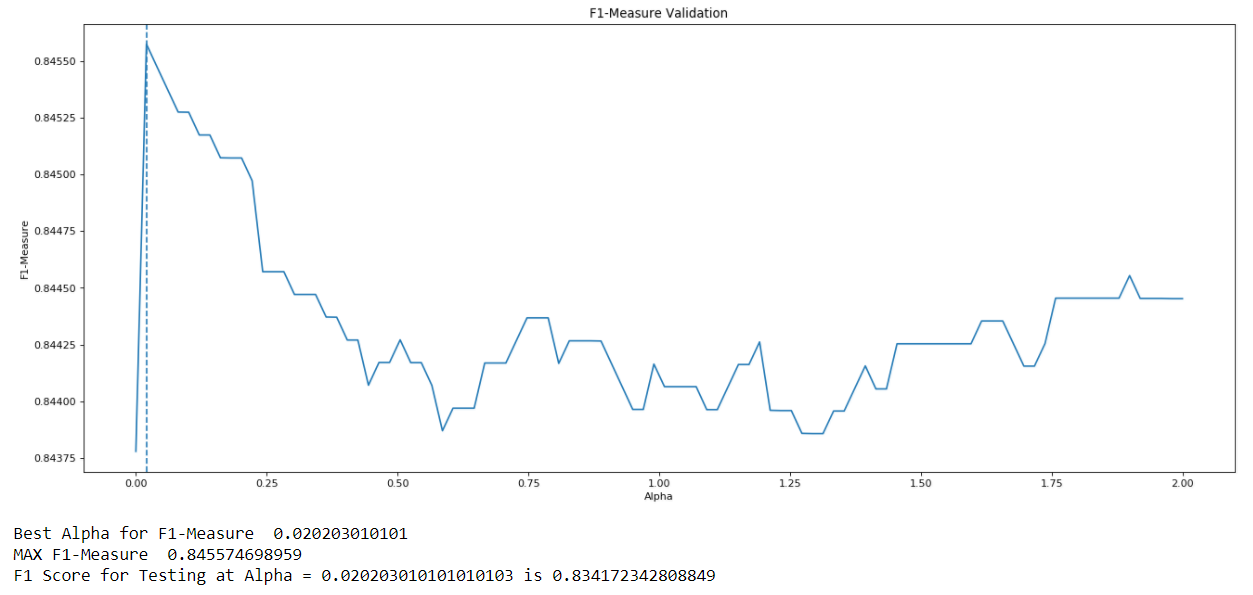 F1-Measure Validation
F1-Measure
0.84550
0.84525
0.84500
0.84475
0.84450
0.84425
0.84400
0.84375
0.00 0.25 0.50 0.75 1.00 1.25 1.50 1.75 2.00
Alpha
Best Alpha for F1-Measure  0.020203010101
MAX F1-Measure  0.845574698959
F1 Score for Testing at Alpha = 0.020203010101010103 is 0.834172342808849